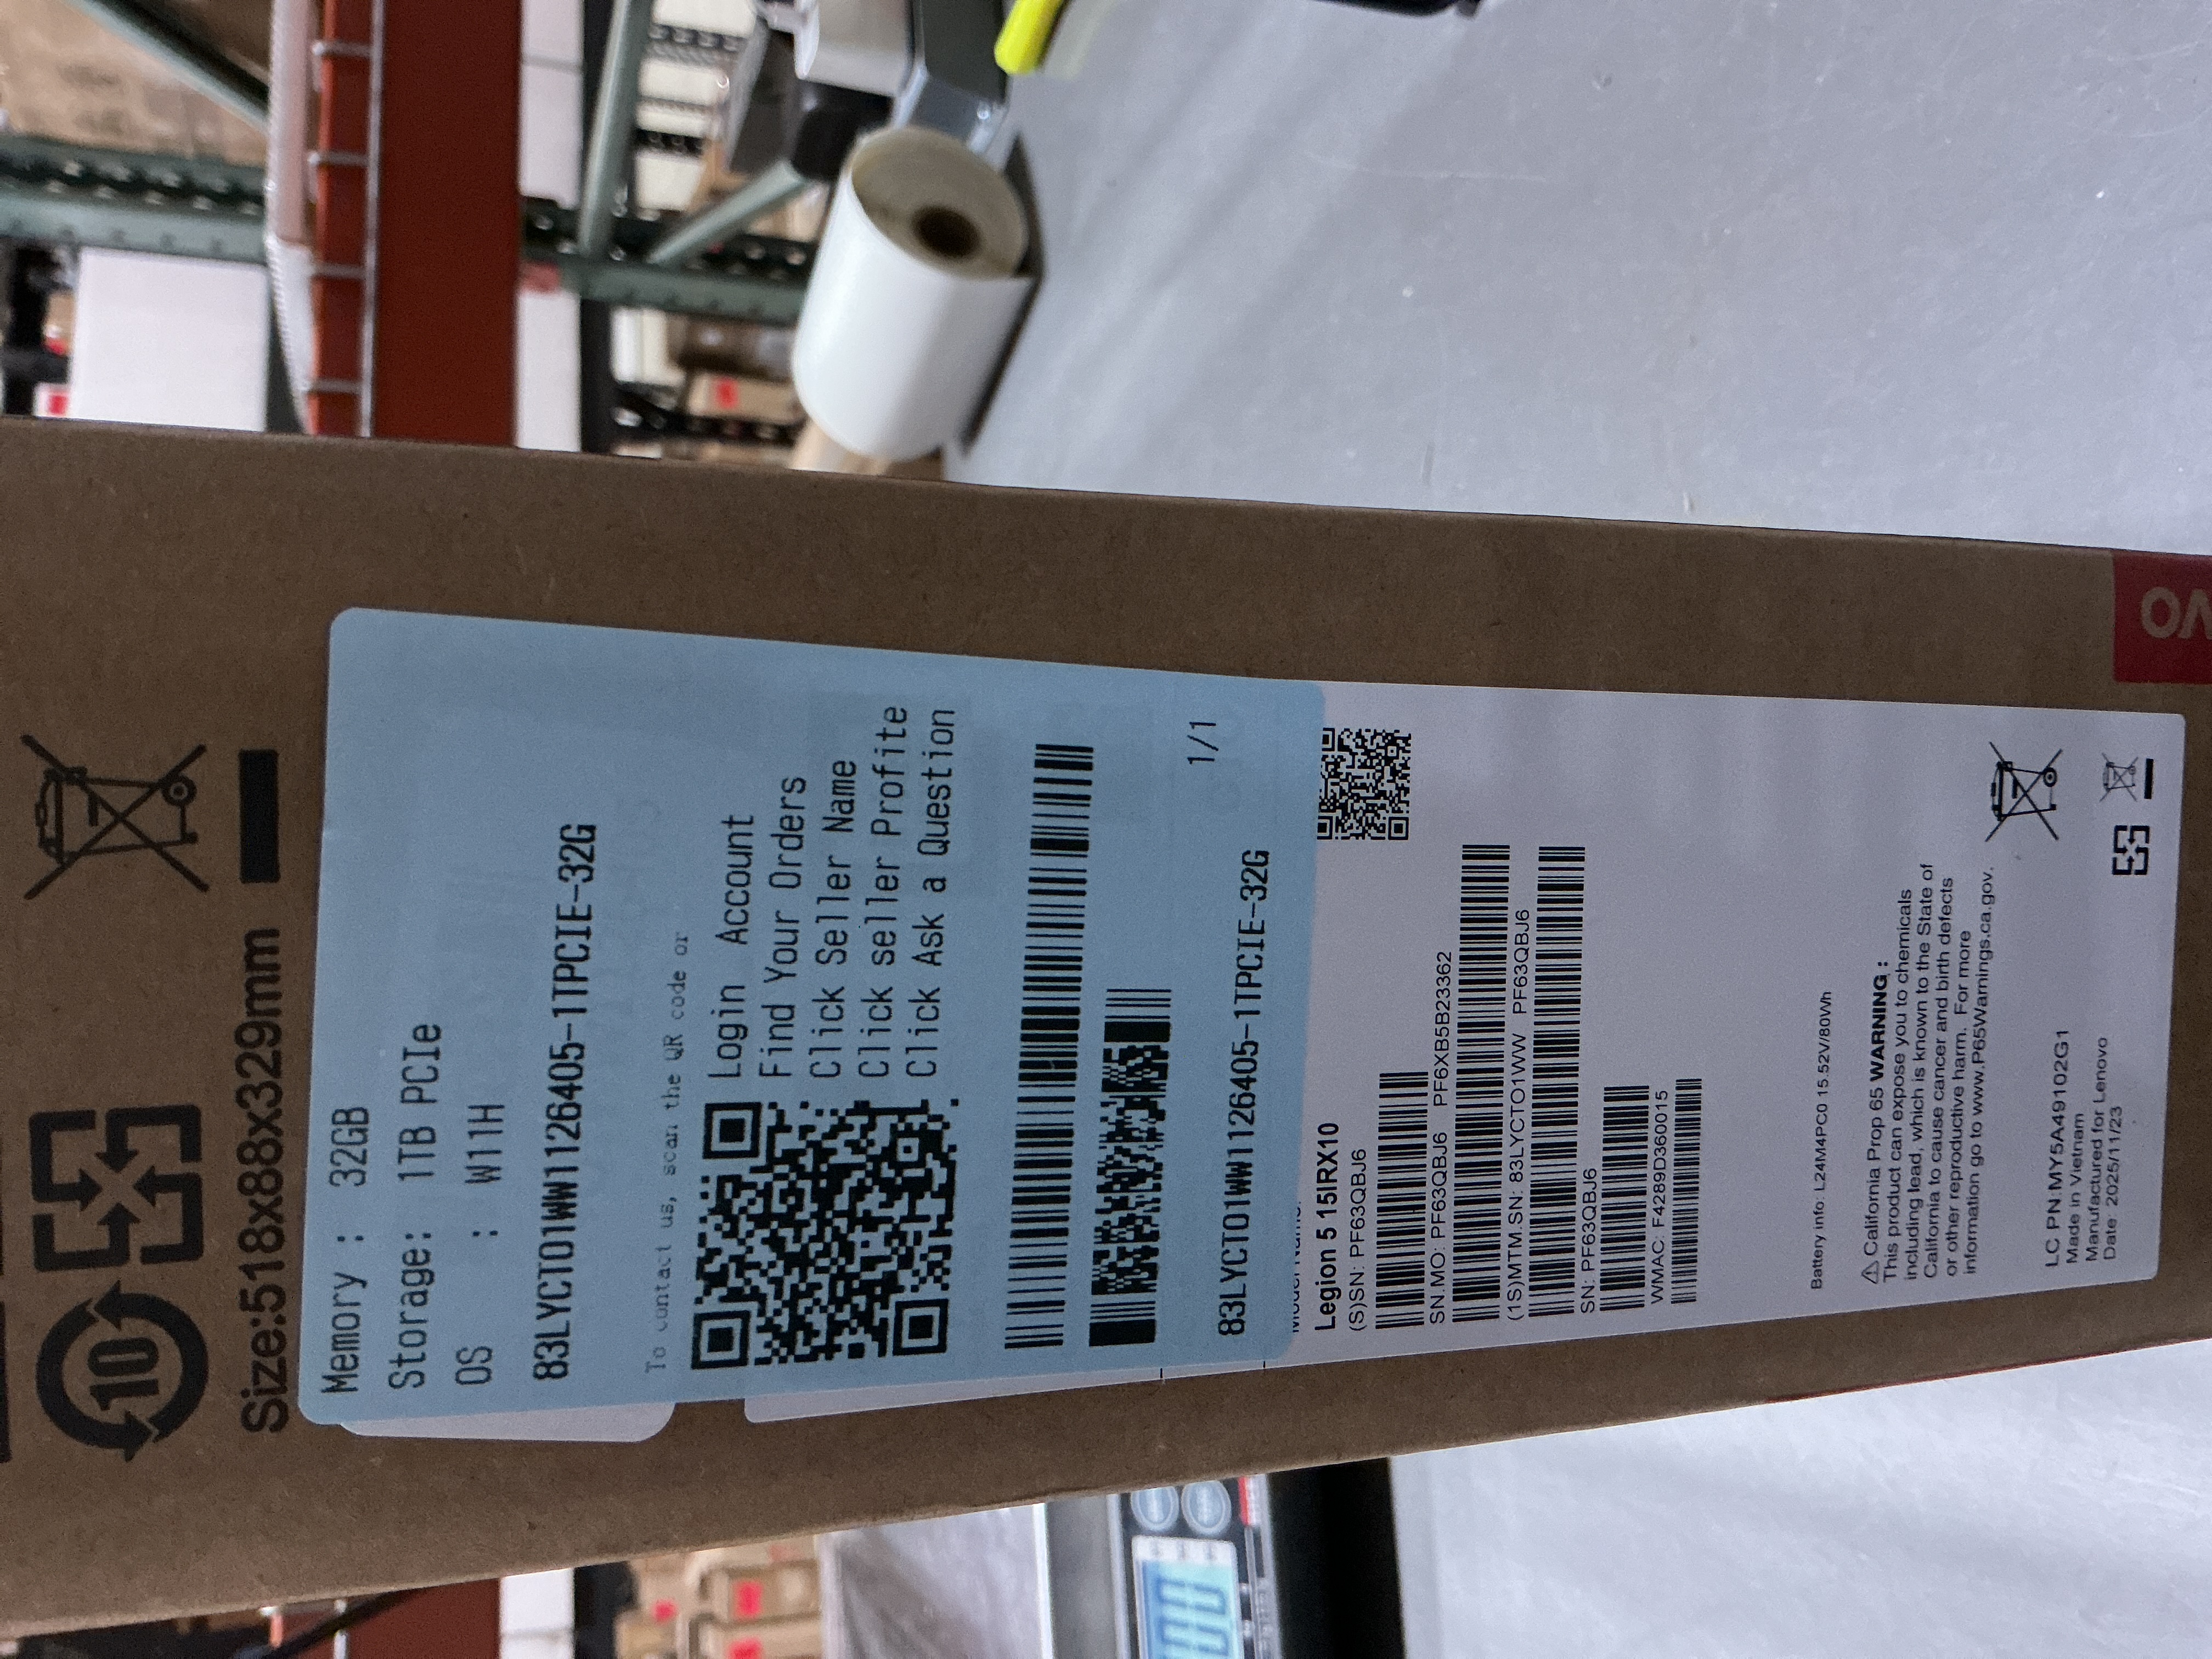 10
Size:518x88x329mm
Memory : 32GB
Storage: 1TB PCIe
OS : W11H
83LYCTO1WW1126405-1TPCIE-32G
To contact us, scan the QR code or
Login Account
Find Your Orders
Click Seller Name
Click seller Profite
Click Ask a Question
1/1
83LYCTO1WW1126405-1TPCIE-32G
Legion 5 15IRX10
(S)SN: PF63QBJ6
SN.MO: PF63QBJ6 PF6XB5B23362
(1S)MTM.SN: 83LYCTO1WW PF63QBJ6
SN: PF63QBJ6
WMAC: F4289D360015
Battery info: L24M4PC0 15.52V/80Wh
⚠ California Prop 65 WARNING :
This product can expose you to chemicals
including lead, which is known to the State of
California to cause cancer and birth defects
or other reproductive harm. For more
information go to www.P65Warnings.ca.gov.
LC PN:MY5A49102G1
Made in Vietnam
Manufactured for Lenovo
Date: 2025/11/23
vo